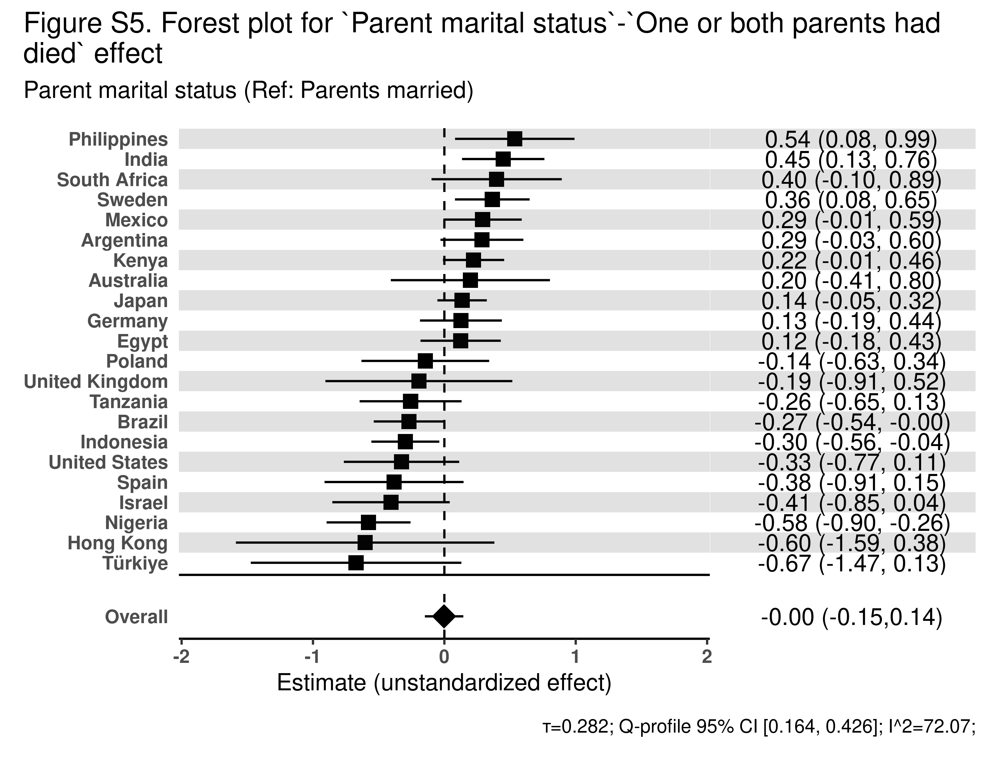 Figure S5. Forest plot for `Parent marital status`-`One or both parents had
died` effect
Parent marital status (Ref: Parents married)
Philippines 0.54 (0.08, 0.99)
India 0.45 (0.13, 0.76)
South Africa 0.40 (-0.10, 0.89)
Sweden 0.36 (0.08, 0.65)
Mexico 0.29 (-0.01, 0.59)
Argentina 0.29 (-0.03, 0.60)
Kenya 0.22 (-0.01, 0.46)
Australia 0.20 (-0.41, 0.80)
Japan 0.14 (-0.05, 0.32)
Germany 0.13 (-0.19, 0.44)
Egypt 0.12 (-0.18, 0.43)
Poland -0.14 (-0.63, 0.34)
United Kingdom -0.19 (-0.91, 0.52)
Tanzania -0.26 (-0.65, 0.13)
Brazil -0.27 (-0.54, -0.00)
Indonesia -0.30 (-0.56, -0.04)
United States -0.33 (-0.77, 0.11)
Spain -0.38 (-0.91, 0.15)
Israel -0.41 (-0.85, 0.04)
Nigeria -0.58 (-0.90, -0.26)
Hong Kong -0.60 (-1.59, 0.38)
Türkiye -0.67 (-1.47, 0.13)
Overall -0.00 (-0.15,0.14)
-2 -1 0 1 2
Estimate (unstandardized effect)
τ=0.282; Q-profile 95% CI [0.164, 0.426]; I^2=72.07;